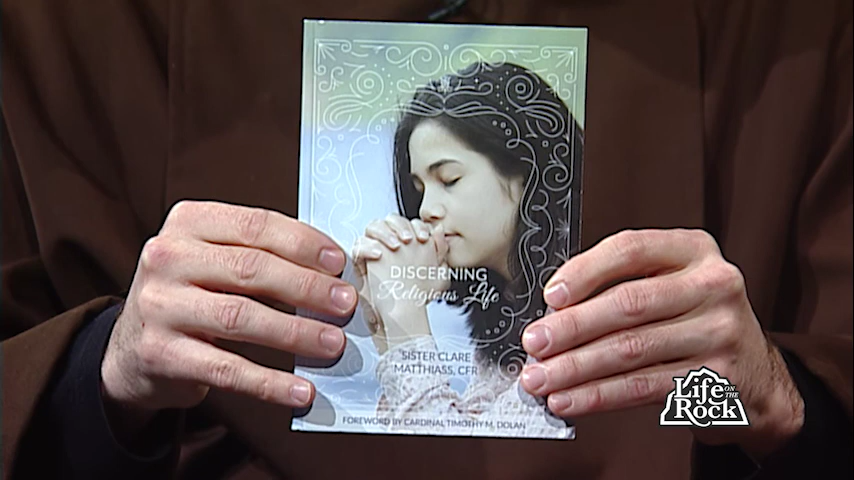 DISCERNING
Religious Life
SISTER CLARE
MATTHIASS, CFR
FOREWORD BY CARDINAL TIMOTHY M. DOLAN
Life ON THE
Rock